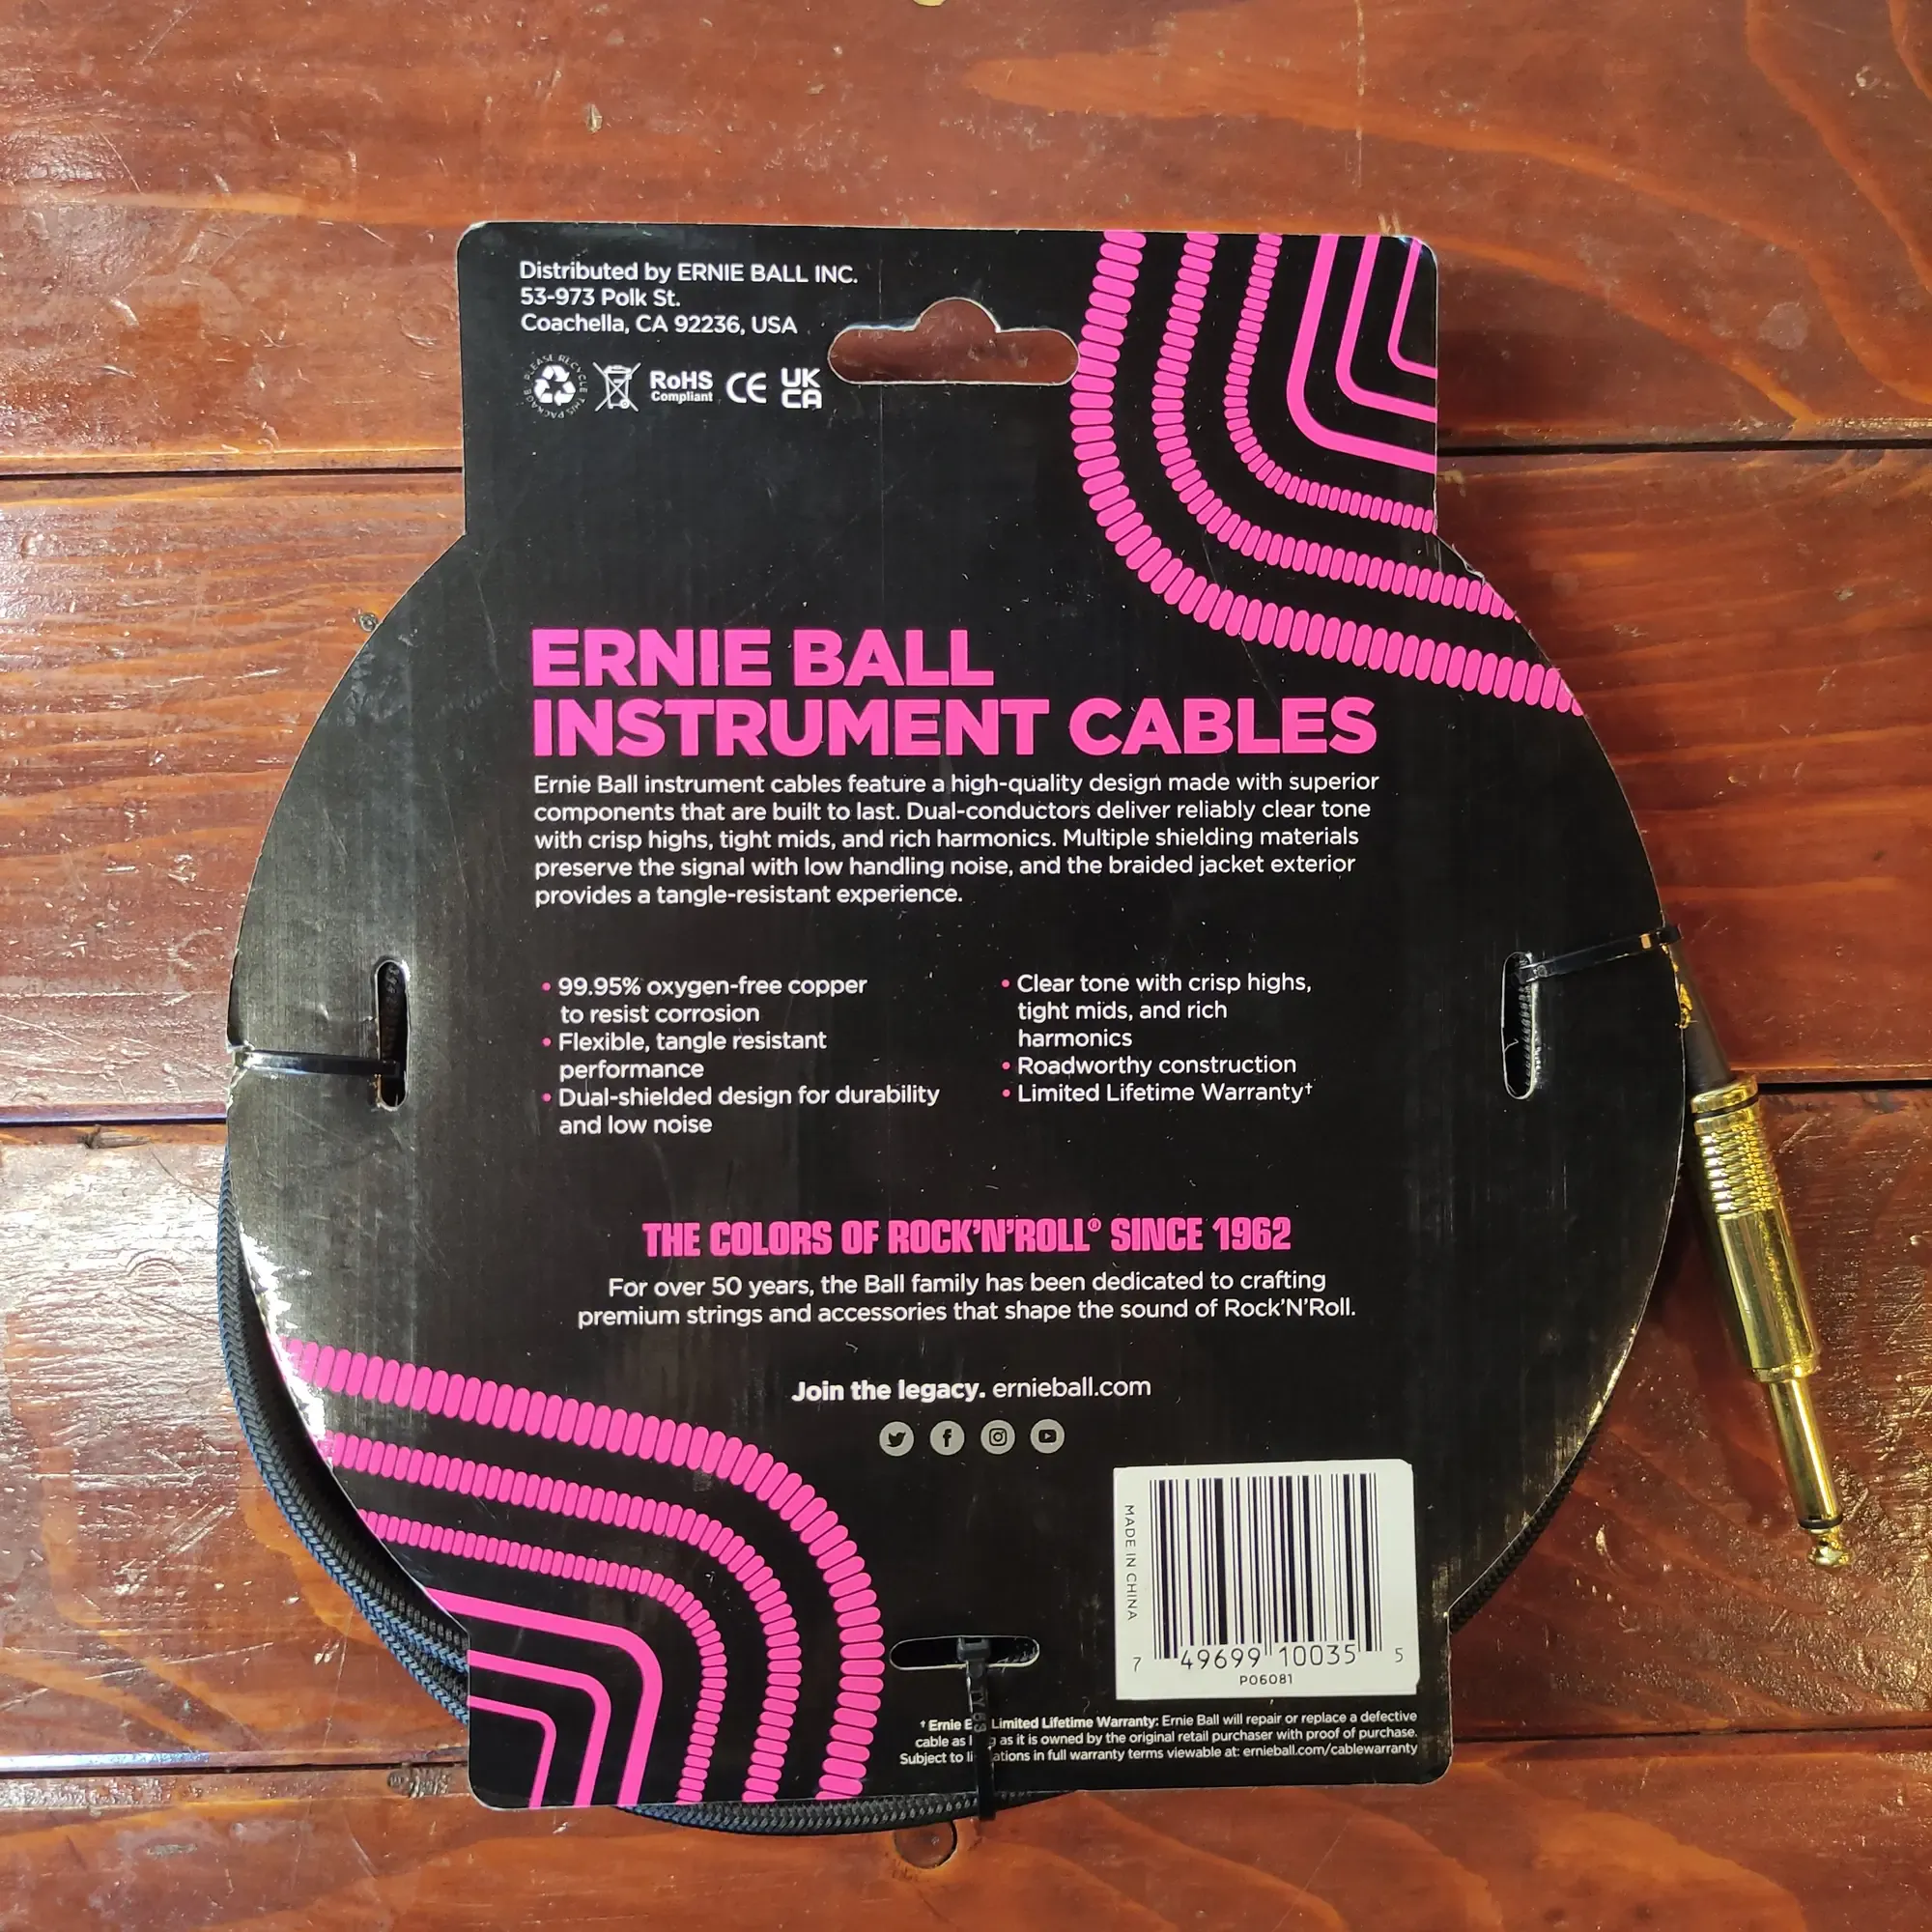 Distributed by ERNIE BALL INC.
53-973 Polk St.
Coachella, CA 92236, USA
PLEASE RECYCLE THIS PACKAGE
RoHS
Compliant
CE
UK
CA
ERNIE BALL
INSTRUMENT CABLES
Ernie Ball instrument cables feature a high-quality design made with superior
components that are built to last. Dual-conductors deliver reliably clear tone
with crisp highs, tight mids, and rich harmonics. Multiple shielding materials
preserve the signal with low handling noise, and the braided jacket exterior
provides a tangle-resistant experience.
• 99.95% oxygen-free copper
to resist corrosion
• Flexible, tangle resistant
performance
• Dual-shielded design for durability
and low noise
• Clear tone with crisp highs,
tight mids, and rich
harmonics
• Roadworthy construction
• Limited Lifetime Warranty†
THE COLORS OF ROCK'N'ROLL® SINCE 1962
For over 50 years, the Ball family has been dedicated to crafting
premium strings and accessories that shape the sound of Rock'N'Roll.
Join the legacy. ernieball.com
MADE IN CHINA
7 49699 10035 5
P06081
† Ernie Limited Lifetime Warranty: Ernie Ball will repair or replace a defective
cable as as it is owned by the original retail purchaser with proof of purchase.
Subject to in full warranty terms viewable at: ernieball.com/cablewarranty